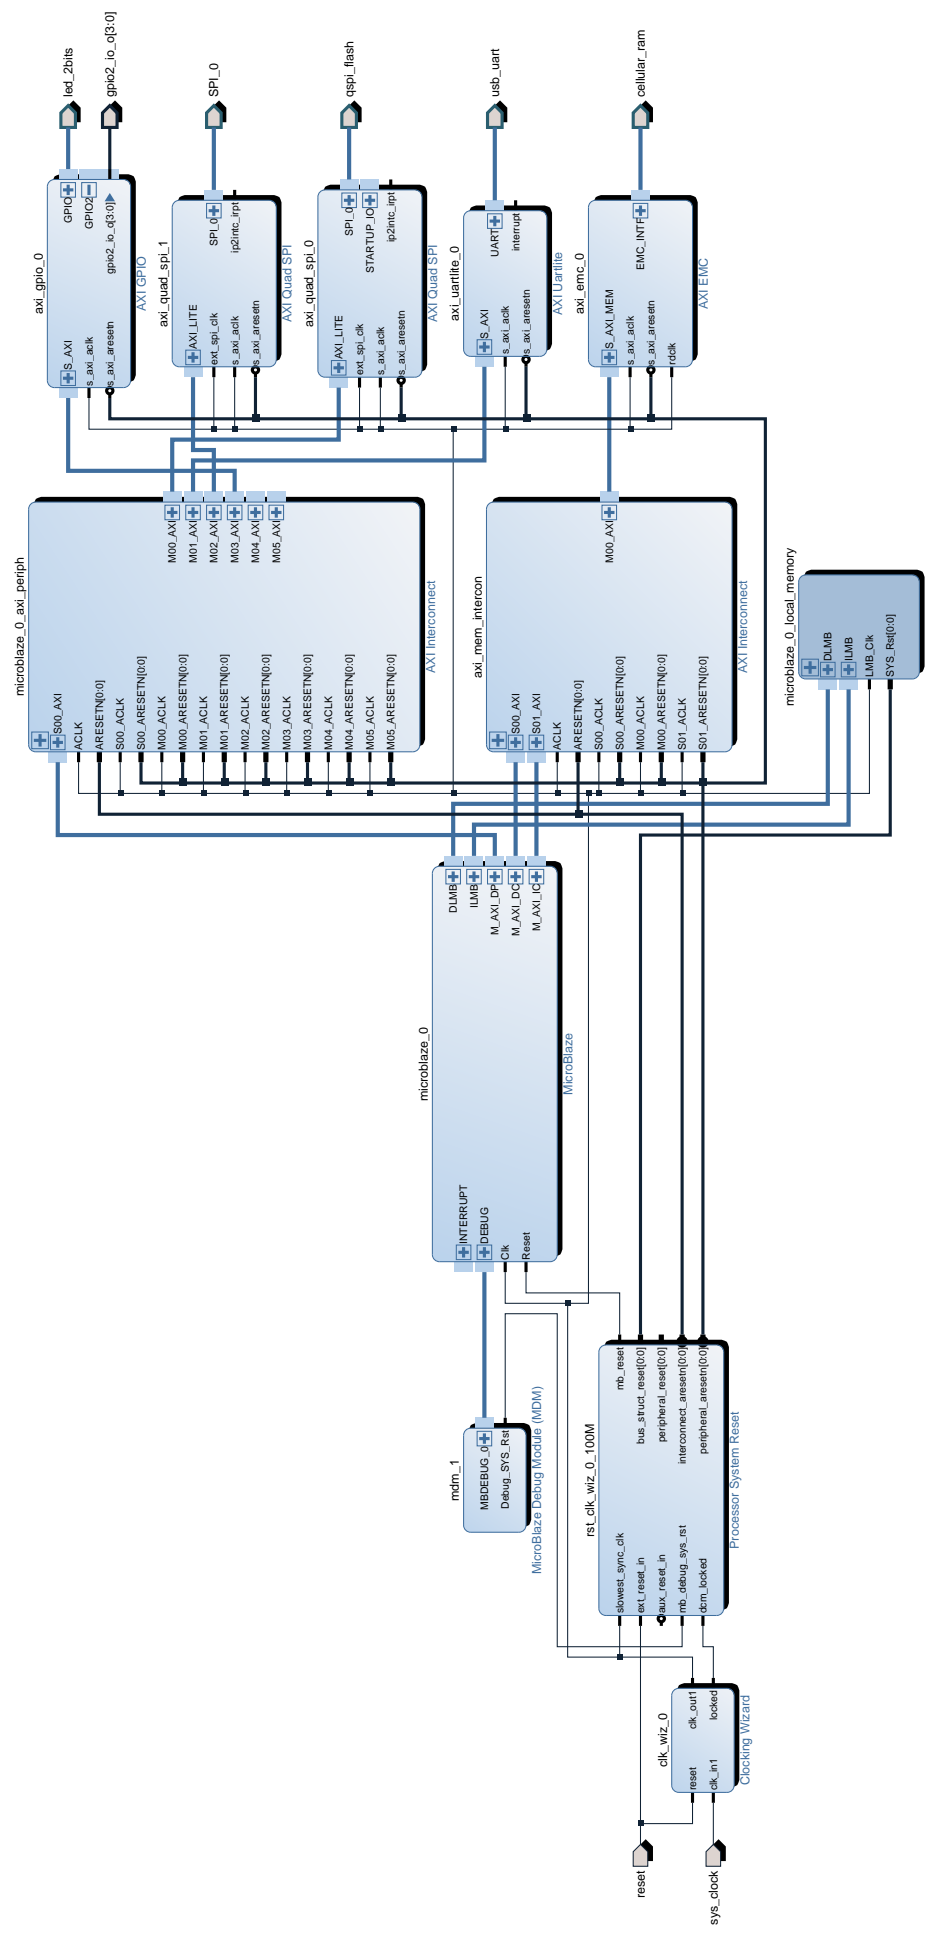 reset
sys_clock
clk_wiz_0
reset
clk_in1
clk_out1
locked
Clocking Wizard
rst_clk_wiz_0_100M
slowest_sync_clk
ext_reset_in
aux_reset_in
mb_debug_sys_rst
dcm_locked
mb_reset
bus_struct_reset[0:0]
peripheral_reset[0:0]
interconnect_aresetn[0:0]
peripheral_aresetn[0:0]
Processor System Reset
mdm_1
MBDEBUG_0
Debug_SYS_Rst
MicroBlaze Debug Module (MDM)
microblaze_0
INTERRUPT
DEBUG
Clk
Reset
DLMB
ILMB
M_AXI_DP
M_AXI_DC
M_AXI_IC
MicroBlaze
microblaze_0_axi_periph
S00_AXI
ACLK
ARESETN[0:0]
S00_ACLK
S00_ARESETN[0:0]
M00_ACLK
M00_ARESETN[0:0]
M01_ACLK
M01_ARESETN[0:0]
M02_ACLK
M02_ARESETN[0:0]
M03_ACLK
M03_ARESETN[0:0]
M04_ACLK
M04_ARESETN[0:0]
M05_ACLK
M05_ARESETN[0:0]
M00_AXI
M01_AXI
M02_AXI
M03_AXI
M04_AXI
M05_AXI
AXI Interconnect
axi_mem_intercon
S00_AXI
S01_AXI
ACLK
ARESETN[0:0]
S00_ACLK
S00_ARESETN[0:0]
M00_ACLK
M00_ARESETN[0:0]
S01_ACLK
S01_ARESETN[0:0]
M00_AXI
AXI Interconnect
microblaze_0_local_memory
DLMB
ILMB
LMB_Clk
SYS_Rst[0:0]
axi_gpio_0
S_AXI
s_axi_aclk
s_axi_aresetn
GPIO
GPIO2
gpio2_io_o[3:0]
AXI GPIO
axi_quad_spi_1
AXI_LITE
ext_spi_clk
s_axi_aclk
s_axi_aresetn
SPI_0
ip2intc_irpt
AXI Quad SPI
axi_quad_spi_0
AXI_LITE
ext_spi_clk
s_axi_aclk
s_axi_aresetn
SPI_0
STARTUP_IO
ip2intc_irpt
AXI Quad SPI
axi_uartlite_0
S_AXI
s_axi_aclk
s_axi_aresetn
UART
interrupt
AXI Uartlite
axi_emc_0
S_AXI_MEM
s_axi_aclk
s_axi_aresetn
rdclk
EMC_INTF
AXI EMC
led_2bits
gpio2_io_o[3:0]
SPI_0
qspi_flash
usb_uart
cellular_ram